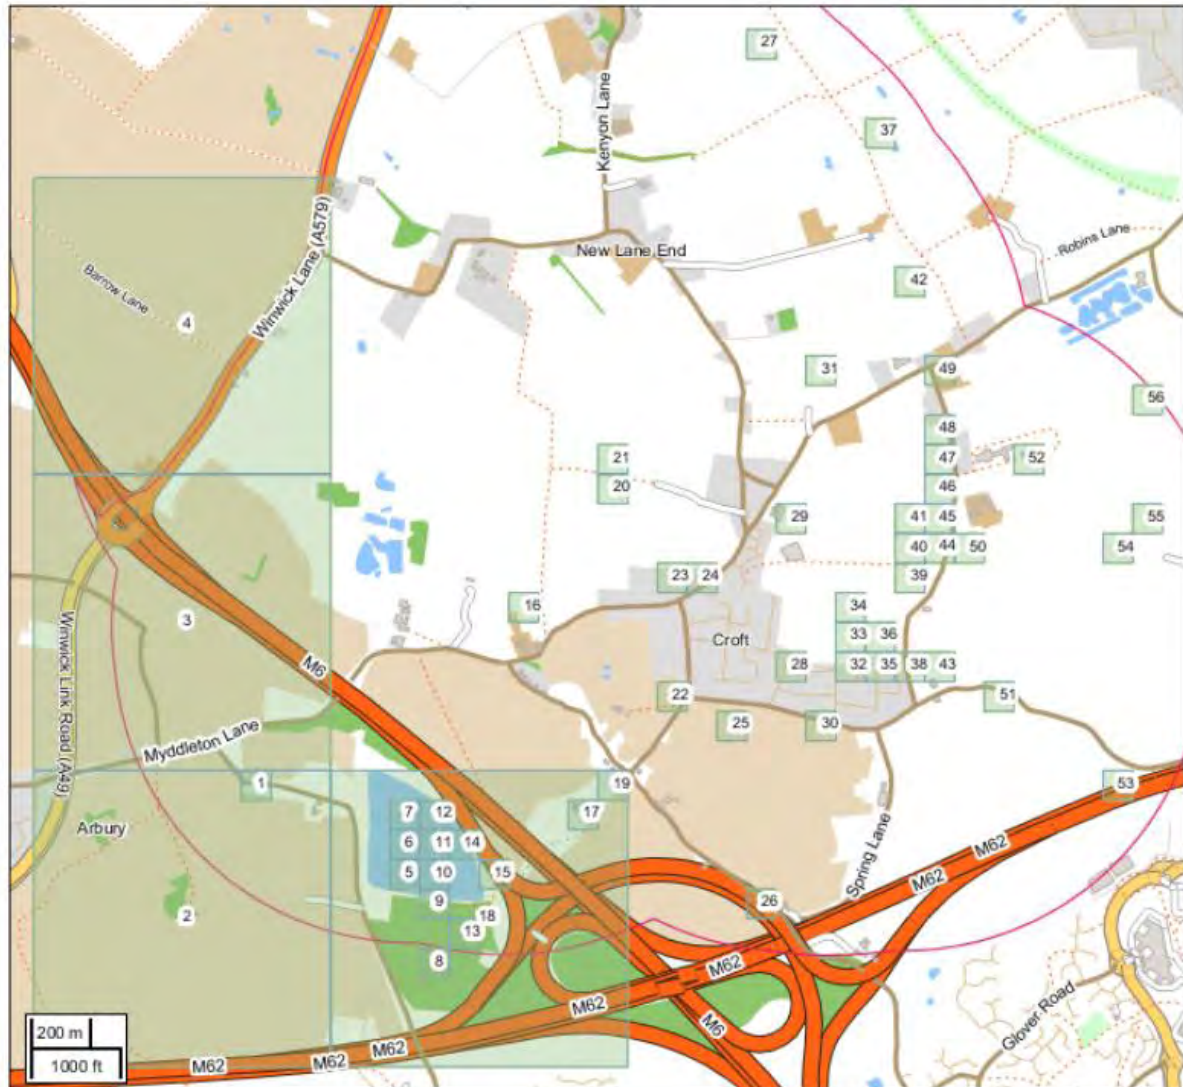 27
Kenyon Lane
37
Winwick Lane (A579)
New Lane End
Robins Lane
Barrow Lane
4
42
31
49
56
48
21
47
52
20
46
29
41
45
55
40
44
50
54
23
24
39
16
34
3
Croft
33
36
M6
28
32
35
38
43
Winwick Link Road (A49)
22
51
25
30
Myddleton Lane
1
19
53
7
12
17
Arbury
6
11
14
M62
Spring Lane
5
10
15
M62
9
26
2
18
13
8
M62
M62
Glover Road
M6
200 m
1000 ft
M62
M62
M62